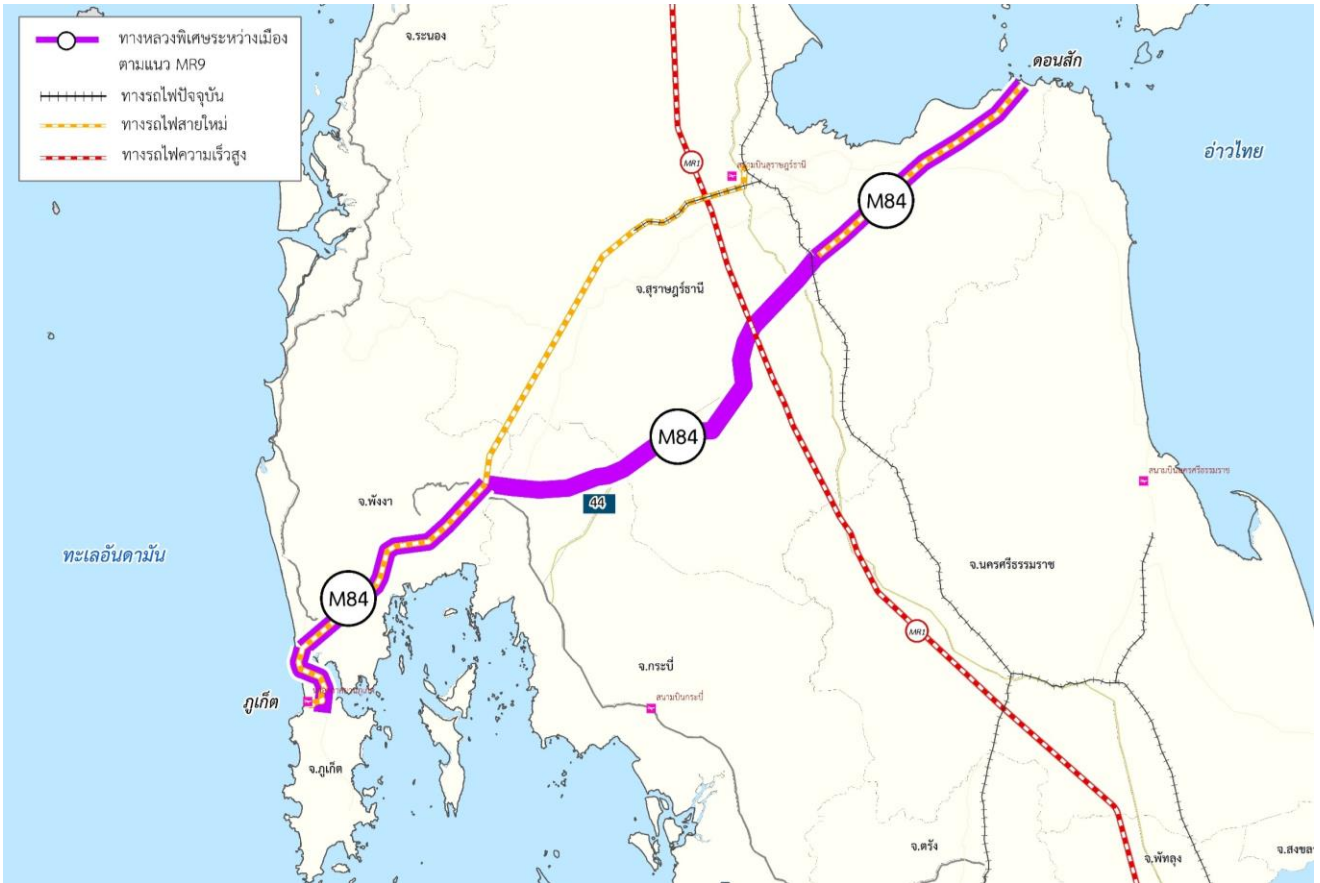 ทางหลวงพิเศษระหว่างเมือง
ตามแนว MR9
ทางรถไฟปัจจุบัน
ทางรถไฟสายใหม่
ทางรถไฟความเร็วสูง
จ.ระนอง
ดอนสัก
อ่าวไทย
MR1
สนามบินสุราษฎร์ธานี
M84
จ.สุราษฎร์ธานี
M84
สนามบินนครศรีธรรมราช
44
จ.พังงา
ทะเลอันดามัน
จ.นครศรีธรรมราช
M84
MR1
จ.กระบี่
สนามบินกระบี่
ภูเก็ต
จ.ภูเก็ต
จ.ตรัง
จ.พัทลุง
จ.สงขล